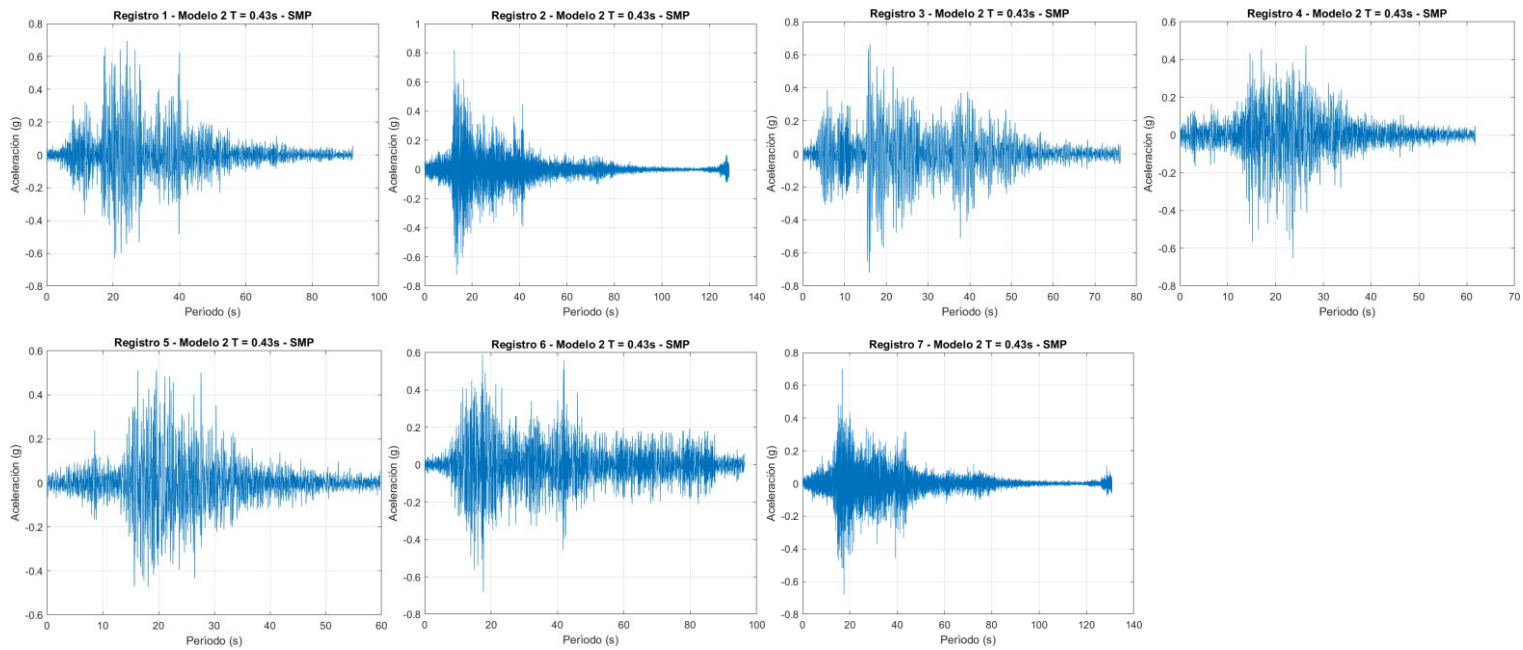 Registro 1 - Modelo 2 T = 0.43s - SMP
Aceleración (g)
0.8
0.6
0.4
0.2
0
-0.2
-0.4
-0.6
-0.8
0 20 40 60 80 100
Periodo (s)
Registro 2 - Modelo 2 T = 0.43s - SMP
Aceleración (g)
1
0.8
0.6
0.4
0.2
0
-0.2
-0.4
-0.6
-0.8
0 20 40 60 80 100 120 140
Periodo (s)
Registro 3 - Modelo 2 T = 0.43s - SMP
Aceleración (g)
0.8
0.6
0.4
0.2
0
-0.2
-0.4
-0.6
-0.8
0 10 20 30 40 50 60 70 80
Periodo (s)
Registro 4 - Modelo 2 T = 0.43s - SMP
Aceleración (g)
0.6
0.4
0.2
0
-0.2
-0.4
-0.6
-0.8
0 10 20 30 40 50 60 70
Periodo (s)
Registro 5 - Modelo 2 T = 0.43s - SMP
Aceleración (g)
0.6
0.4
0.2
0
-0.2
-0.4
-0.6
0 10 20 30 40 50 60
Periodo (s)
Registro 6 - Modelo 2 T = 0.43s - SMP
Aceleración (g)
0.6
0.4
0.2
0
-0.2
-0.4
-0.6
-0.8
0 20 40 60 80 100
Periodo (s)
Registro 7 - Modelo 2 T = 0.43s - SMP
Aceleración (g)
0.8
0.6
0.4
0.2
0
-0.2
-0.4
-0.6
-0.8
0 20 40 60 80 100 120 140
Periodo (s)